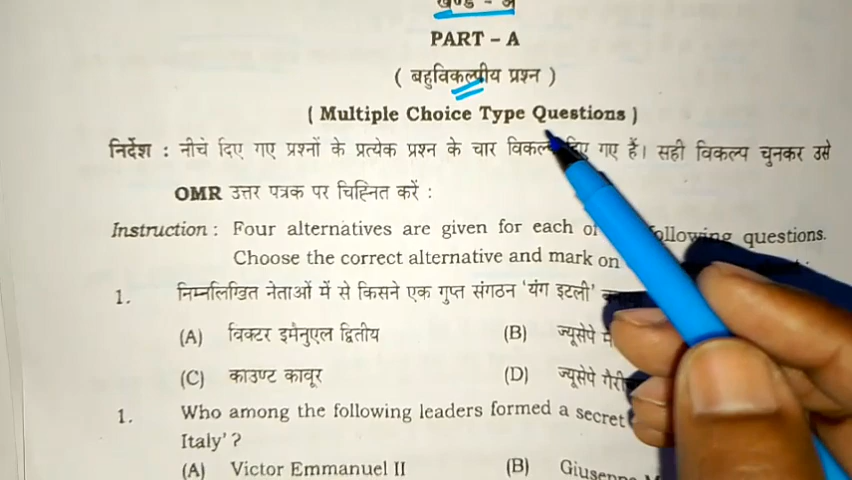 खण्ड - अ
PART – A
( बहुविकल्पीय प्रश्न )
( Multiple Choice Type Questions )
निर्देश : नीचे दिए गए प्रश्नों के प्रत्येक प्रश्न के चार विकल्प दिए गए हैं। सही विकल्प चुनकर उसे
OMR उत्तर पत्रक पर चिह्नित करें :
Instruction : Four alternatives are given for each of following questions.
Choose the correct alternative and mark on
1. निम्नलिखित नेताओं में से किसने एक गुप्त संगठन 'यंग इटली'
(A) विक्टर इमैनुएल द्वितीय (B) ज्यूसेपे
(C) काउण्ट कावूर (D) ज्यूसेपे
1. Who among the following leaders formed a secret
Italy' ?
(A) Victor Emmanuel II (B) Giuseppe